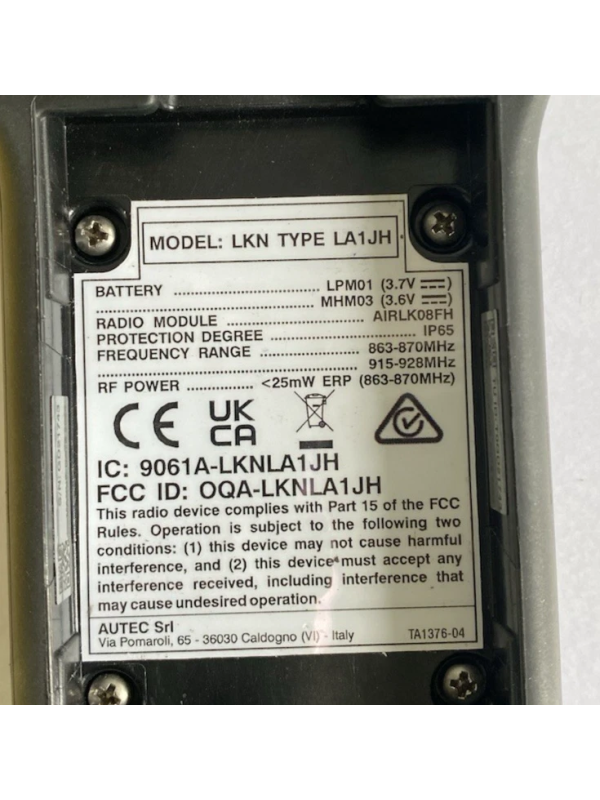 MODEL: LKN TYPE LA1JH
BATTERY ........................ LPM01 (3.7V ⎓)
........................ MHM03 (3.6V ⎓)
RADIO MODULE ........................ AIRLK08FH
PROTECTION DEGREE ........................ IP65
FREQUENCY RANGE ................ 863-870MHz
........................ 915-928MHz
RF POWER ............ <25mW ERP (863-870MHz)
CE UK
CA
IC: 9061A-LKNLA1JH
FCC ID: OQA-LKNLA1JH
This radio device complies with Part 15 of the FCC
Rules. Operation is subject to the following two
conditions: (1) this device may not cause harmful
interference, and (2) this device must accept any
interference received, including interference that
may cause undesired operation.
AUTEC Srl
Via Pomaroli, 65 - 36030 Caldogno (VI) - Italy TA1376-04